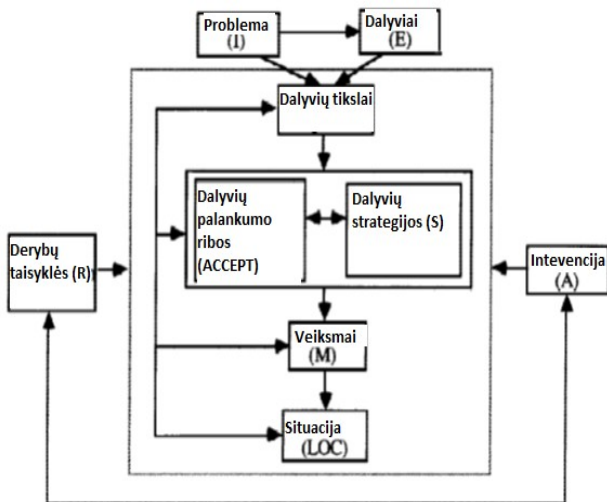 Problema
(I)
Dalyviai
(E)
Dalyvių tikslai
Dalyvių
palankumo
ribos
(ACCEPT)
Dalyvių
strategijos (S)
Derybų
taisyklės (R)
Intevencija
(A)
Veiksmai
(M)
Situacija
(LOC)